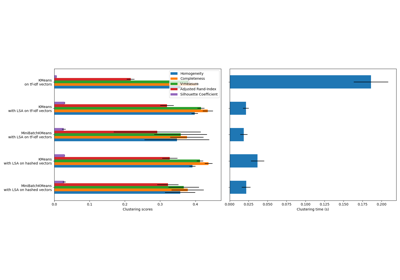 Homogeneity
Completeness
V-measure
Adjusted Rand-Index
Silhouette Coefficient
KMeans
on tf-idf vectors
KMeans
with LSA on tf-idf vectors
MiniBatchKMeans
with LSA on tf-idf vectors
KMeans
with LSA on hashed vectors
MiniBatchKMeans
with LSA on hashed vectors
0.0 0.1 0.2 0.3 0.4
Clustering scores
0.000 0.025 0.050 0.075 0.100 0.125 0.150 0.175 0.200
Clustering time (s)